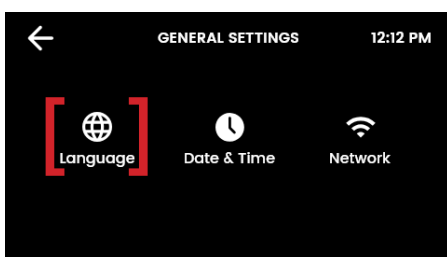 GENERAL SETTINGS 12:12 PM
Language Date & Time Network